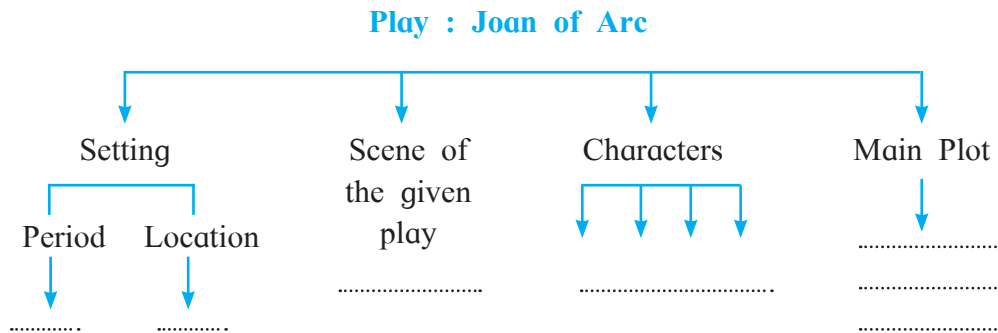 Play : Joan of Arc
Setting
Scene of
the given
play
Characters
Main Plot
Period
Location